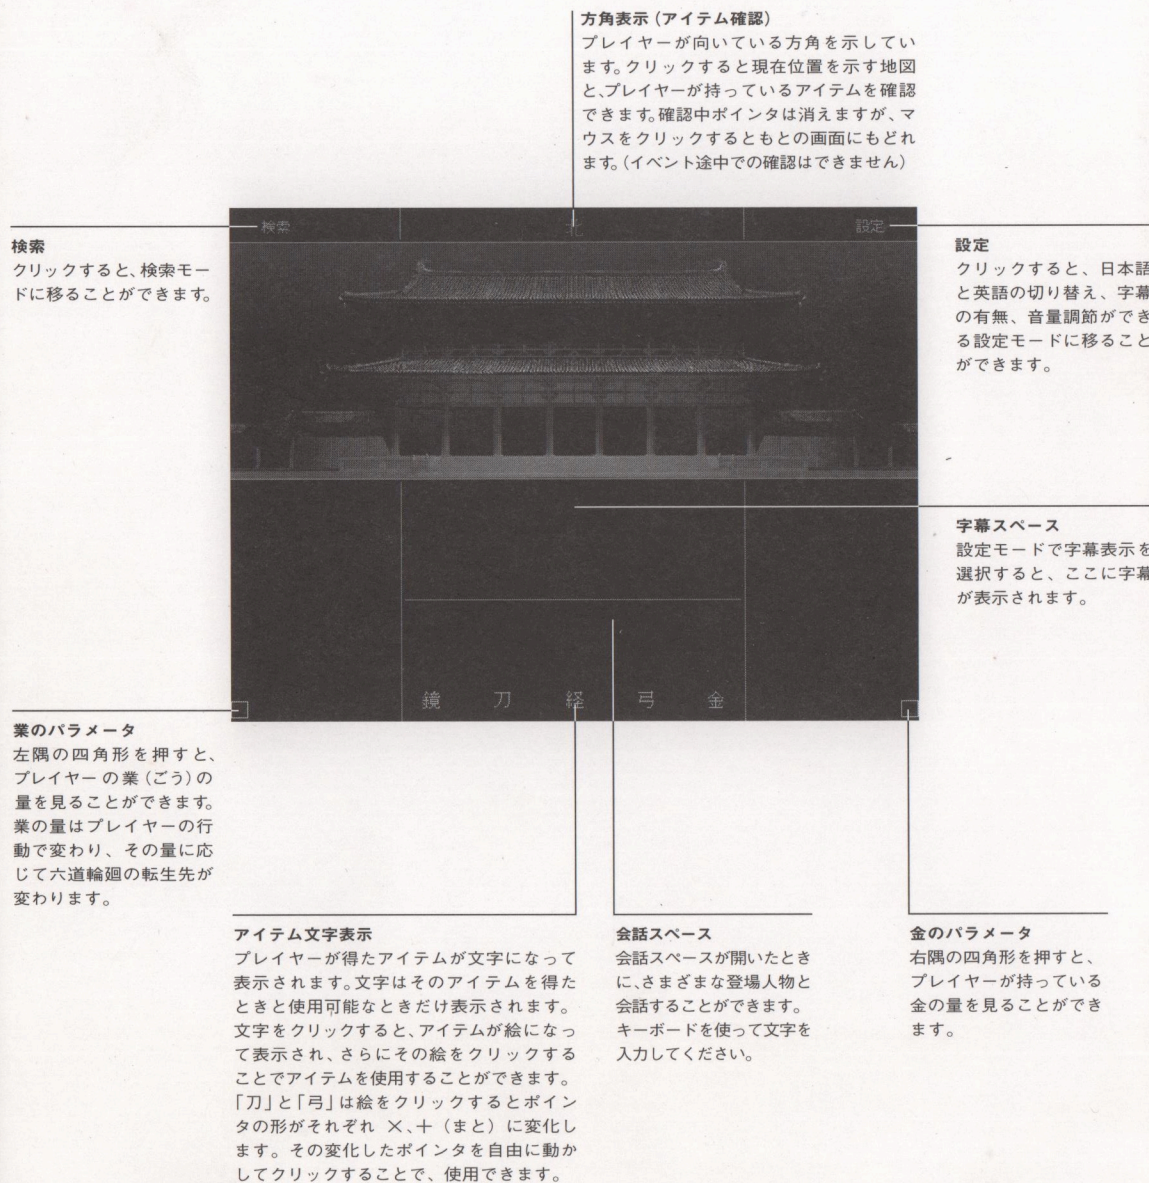 方角表示（アイテム確認）
プレイヤーが向いている方角を示してい
ます。クリックすると現在位置を示す地図
と、プレイヤーが持っているアイテムを確認
できます。確認中ポインタは消えますが、マ
ウスをクリックするともとの画面にもどれ
ます。（イベント途中での確認はできません）
検索
クリックすると、検索モー
ドに移ることができます。
検索
北
設定
設定
クリックすると、日本語
と英語の切り替え、字幕
の有無、音量調節ができ
る設定モードに移ること
ができます。
字幕スペース
設定モードで字幕表示を
選択すると、ここに字幕
が表示されます。
鏡 刀 経 弓 金
業のパラメータ
左隅の四角形を押すと、
プレイヤーの業（ごう）の
量を見ることができます。
業の量はプレイヤーの行
動で変わり、その量に応
じて六道輪廻の転生先が
変わります。
アイテム文字表示
プレイヤーが得たアイテムが文字になって
表示されます。文字はそのアイテムを得た
ときと使用可能なときだけ表示されます。
文字をクリックすると、アイテムが絵になっ
て表示され、さらにその絵をクリックする
ことでアイテムを使用することができます。
「刀」と「弓」は絵をクリックするとポイン
タの形がそれぞれ ×、＋（まと）に変化し
ます。その変化したポインタを自由に動か
してクリックすることで、使用できます。
会話スペース
会話スペースが開いたとき
に、さまざまな登場人物と
会話することができます。
キーボードを使って文字を
入力してください。
金のパラメータ
右隅の四角形を押すと、
プレイヤーが持っている
金の量を見ることができ
ます。